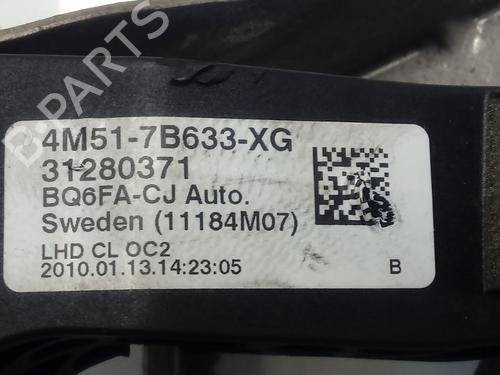 B-PARTS
4M51-7B633-XG
31280371
BQ6FA-CJ Auto.
Sweden (11184M07)
LHD CL OC2
2010.01.13.14:23:05 B